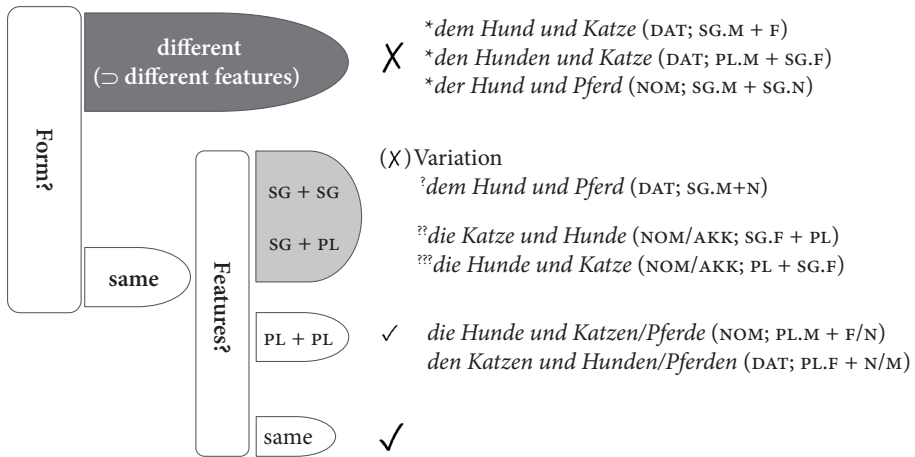 Form?
different
(⊃ different features)
✗
*dem Hund und Katze (DAT; SG.M + F)
*den Hunden und Katze (DAT; PL.M + SG.F)
*der Hund und Pferd (NOM; SG.M + SG.N)
same
Features?
SG + SG
SG + PL
(✗) Variation
?dem Hund und Pferd (DAT; SG.M+N)
??die Katze und Hunde (NOM/AKK; SG.F + PL)
???die Hunde und Katze (NOM/AKK; PL + SG.F)
PL + PL
✓ die Hunde und Katzen/Pferde (NOM; PL.M + F/N)
den Katzen und Hunden/Pferden (DAT; PL.F + N/M)
same
✓